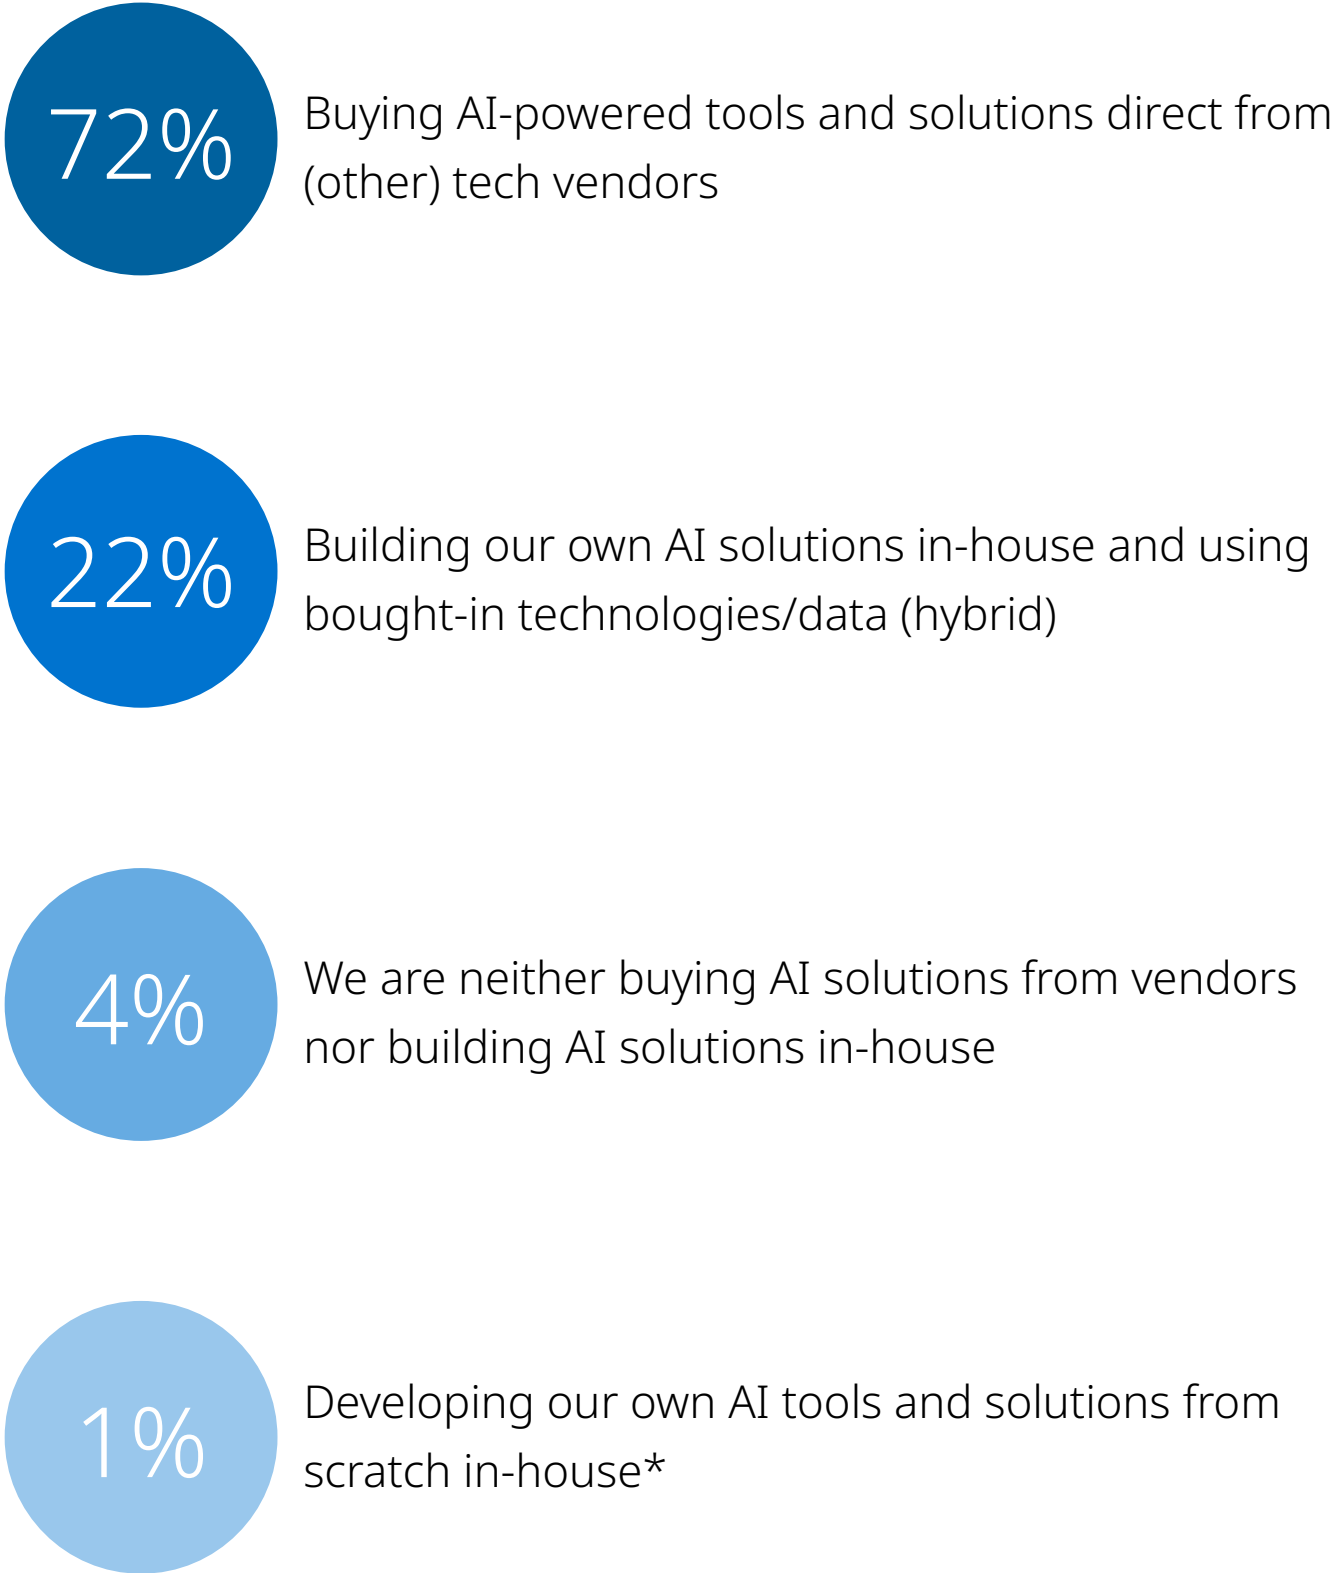 72%
Buying AI-powered tools and solutions direct from
(other) tech vendors
22%
Building our own AI solutions in-house and using
bought-in technologies/data (hybrid)
4%
We are neither buying AI solutions from vendors
nor building AI solutions in-house
1%
Developing our own AI tools and solutions from
scratch in-house*